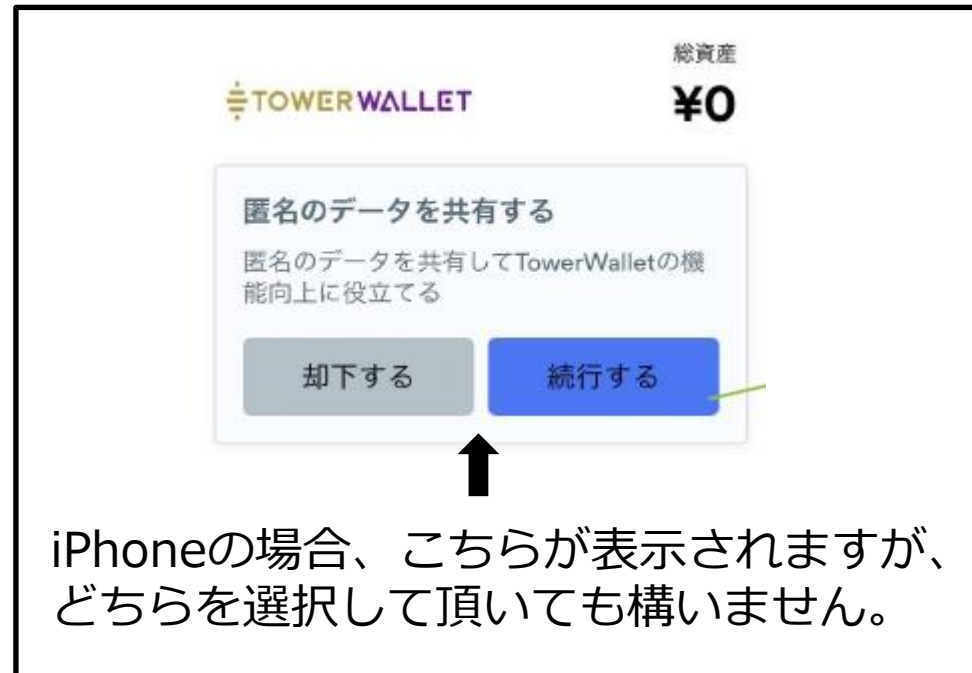 総資産
TOWERWALLET
¥0
匿名のデータを共有する
匿名のデータを共有してTowerWalletの機
能向上に役立てる
却下する
続行する
iPhoneの場合、こちらが表示されますが、
どちらを選択して頂いても構いません。